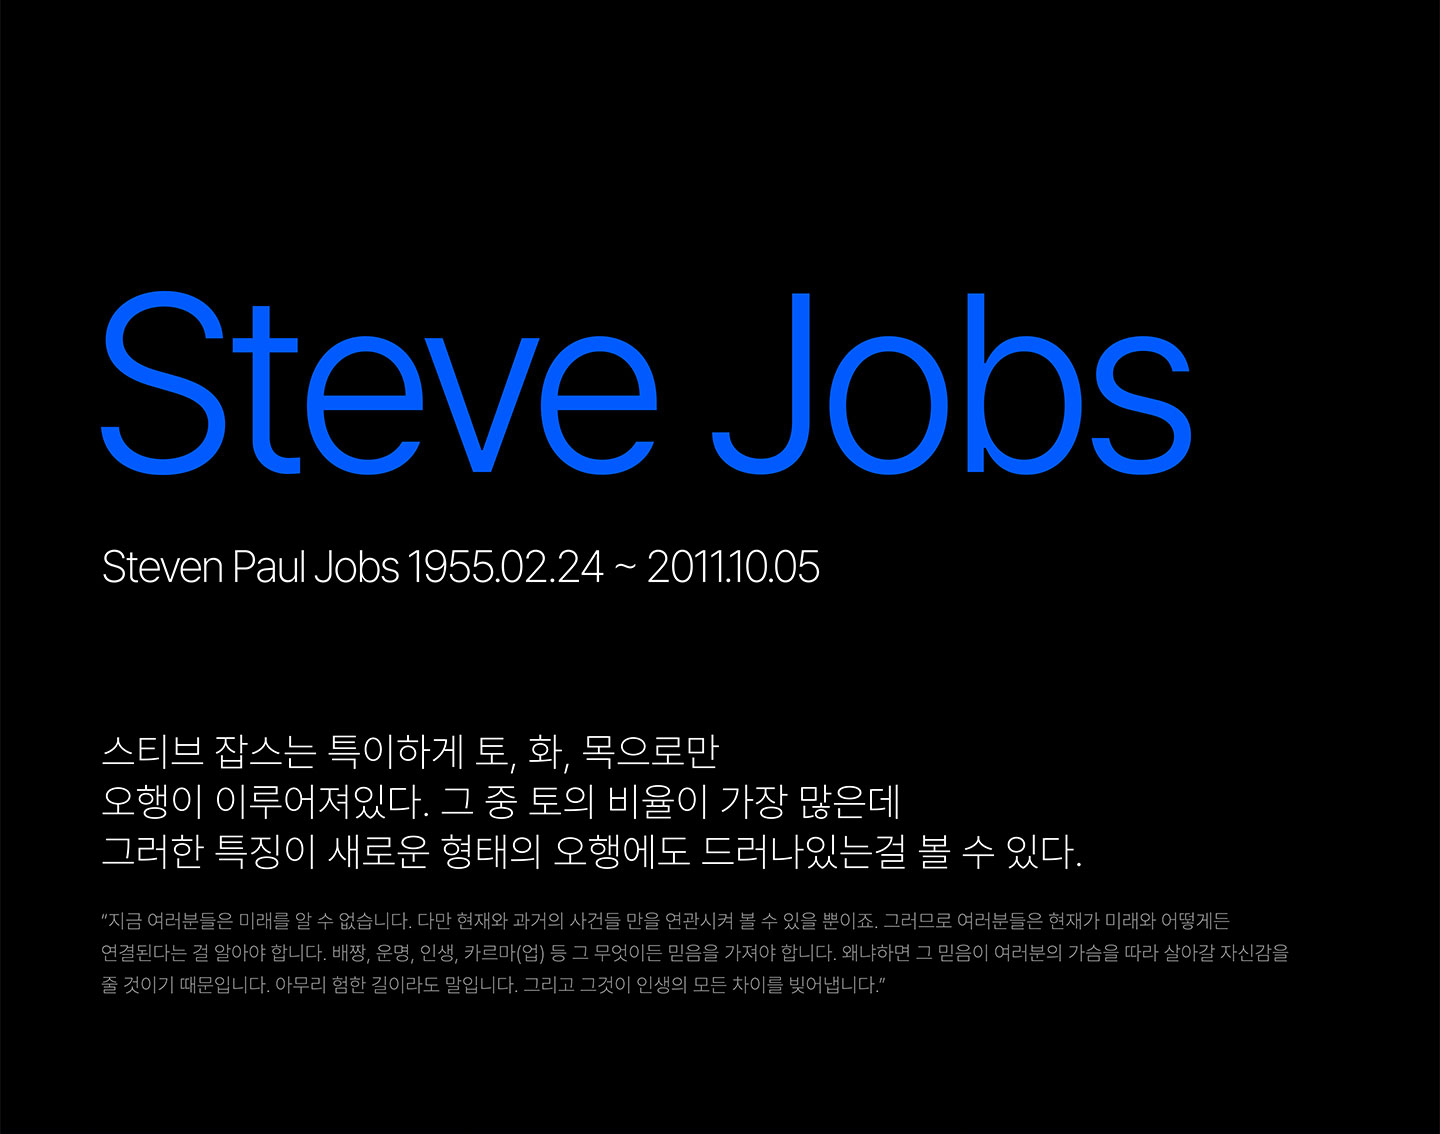 Steve Jobs
Steven Paul Jobs 1955.02.24 ~ 2011.10.05
스티브 잡스는 특이하게 토, 화, 목으로만
오행이 이루어져있다. 그 중 토의 비율이 가장 많은데
그러한 특징이 새로운 형태의 오행에도 드러나있는걸 볼 수 있다.
“지금 여러분들은 미래를 알 수 없습니다. 다만 현재와 과거의 사건들 만을 연관시켜 볼 수 있을 뿐이죠. 그러므로 여러분들은 현재가 미래와 어떻게든
연결된다는 걸 알아야 합니다. 배짱, 운명, 인생, 카르마(업) 등 그 무엇이든 믿음을 가져야 합니다. 왜냐하면 그 믿음이 여러분의 가슴을 따라 살아갈 자신감을
줄 것이기 때문입니다. 아무리 험한 길이라도 말입니다. 그리고 그것이 인생의 모든 차이를 빚어냅니다.”